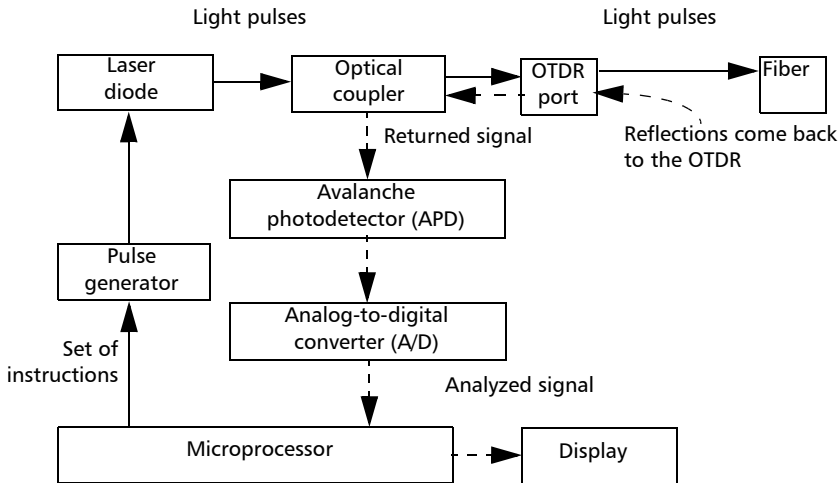 Light pulses
Light pulses
Laser
diode
Optical
coupler
OTDR
port
Fiber
Returned signal
Reflections come back
to the OTDR
Avalanche
photodetector (APD)
Pulse
generator
Analog-to-digital
converter (A/D)
Set of
instructions
Analyzed signal
Microprocessor
Display